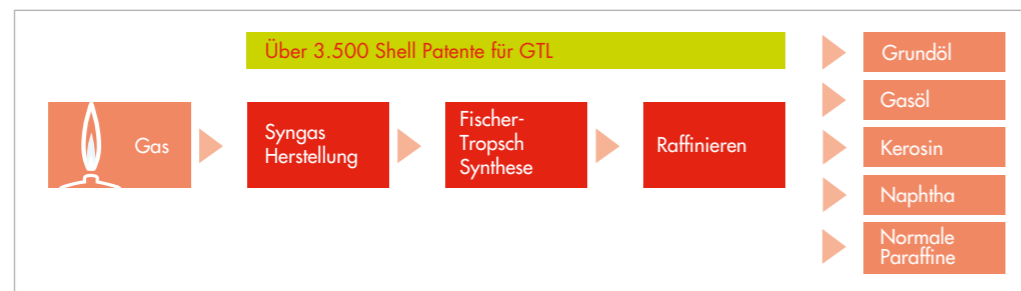 Über 3.500 Shell Patente für GTL
Gas
Syngas
Herstellung
Fischer-
Tropsch
Synthese
Raffinieren
Grundöl
Gasöl
Kerosin
Naphtha
Normale
Paraffine